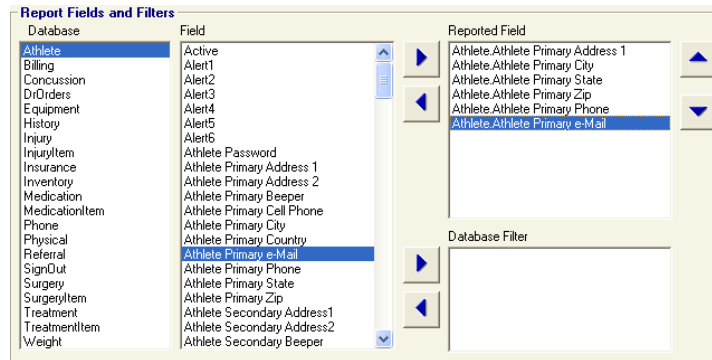 Report Fields and Filters
Database
Athlete
Billing
Concussion
DrOrders
Equipment
History
Injury
InjuryItem
Insurance
Inventory
Medication
MedicationItem
Phone
Physical
Referral
SignOut
Surgery
SurgeryItem
Treatment
TreatmentItem
Weight
Field
Active
Alert1
Alert2
Alert3
Alert4
Alert5
Alert6
Athlete Password
Athlete Primary Address 1
Athlete Primary Address 2
Athlete Primary Beeper
Athlete Primary Cell Phone
Athlete Primary City
Athlete Primary Country
Athlete Primary e-Mail
Athlete Primary Phone
Athlete Primary State
Athlete Primary Zip
Athlete Secondary Address1
Athlete Secondary Address2
Athlete Secondary Beeper
Reported Field
Athlete.Athlete Primary Address 1
Athlete.Athlete Primary City
Athlete.Athlete Primary State
Athlete.Athlete Primary Zip
Athlete.Athlete Primary Phone
Athlete.Athlete Primary e-Mail
Database Filter